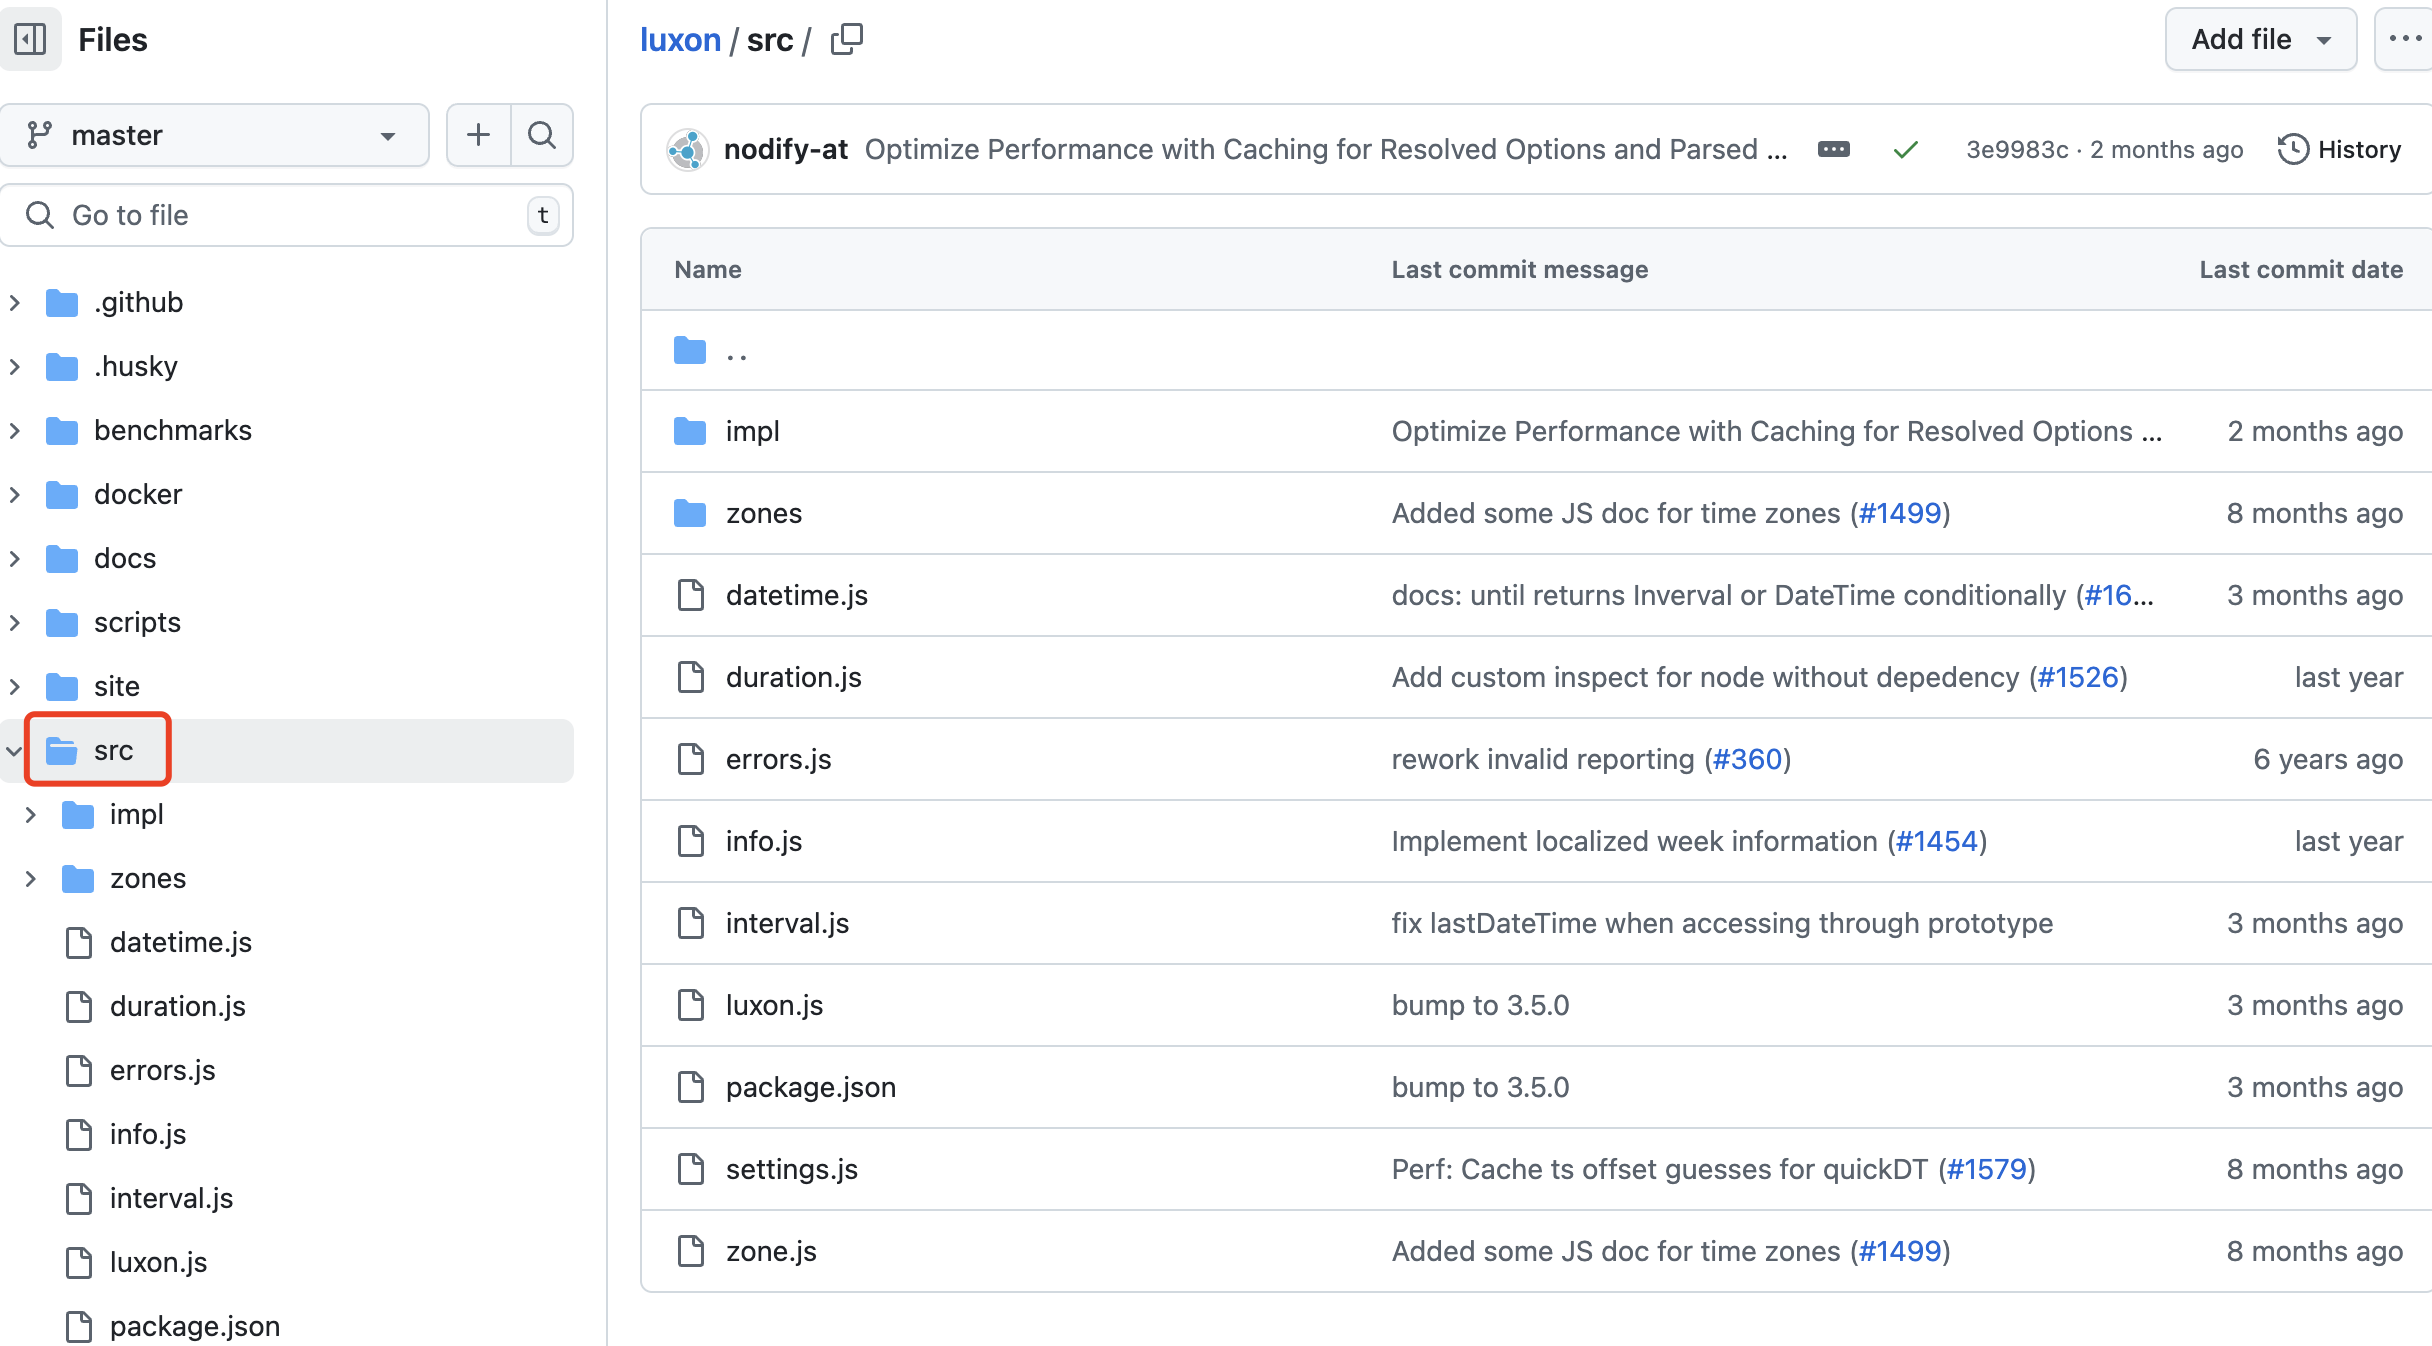 Files
master
Go to file
t
.github
.husky
benchmarks
docker
docs
scripts
site
src
impl
zones
datetime.js
duration.js
errors.js
info.js
interval.js
luxon.js
package.json
luxon / src /
Add file
nodify-at Optimize Performance with Caching for Resolved Options and Parsed ... 3e9983c · 2 months ago History
Name Last commit message Last commit date
..
impl Optimize Performance with Caching for Resolved Options ... 2 months ago
zones Added some JS doc for time zones (#1499) 8 months ago
datetime.js docs: until returns Inverval or DateTime conditionally (#16... 3 months ago
duration.js Add custom inspect for node without depedency (#1526) last year
errors.js rework invalid reporting (#360) 6 years ago
info.js Implement localized week information (#1454) last year
interval.js fix lastDateTime when accessing through prototype 3 months ago
luxon.js bump to 3.5.0 3 months ago
package.json bump to 3.5.0 3 months ago
settings.js Perf: Cache ts offset guesses for quickDT (#1579) 8 months ago
zone.js Added some JS doc for time zones (#1499) 8 months ago